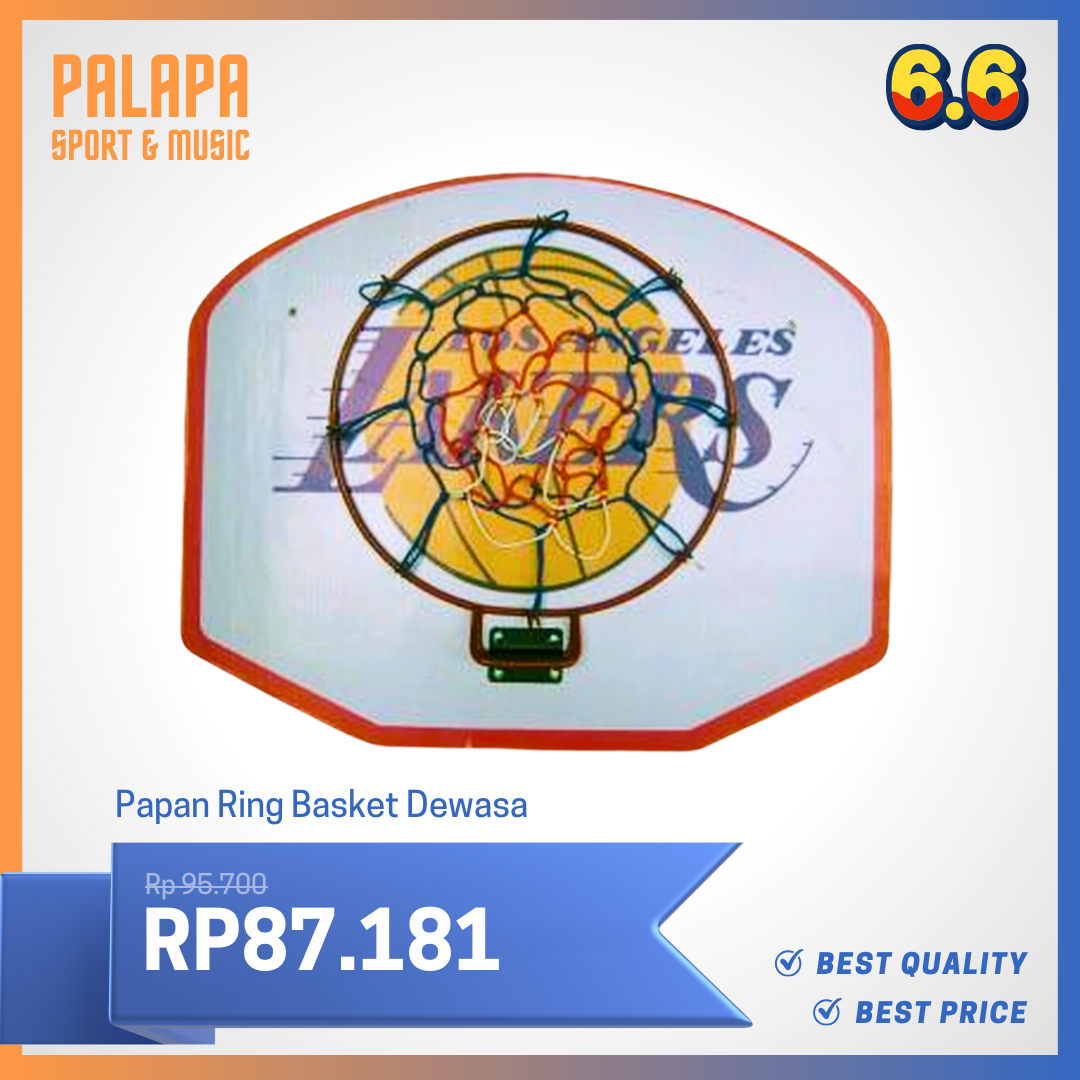 PALAPA
SPORT & MUSIC
6.6
LOS ANGELES
LAKERS
Papan Ring Basket Dewasa
Rp 95.700
RP87.181
BEST QUALITY
BEST PRICE